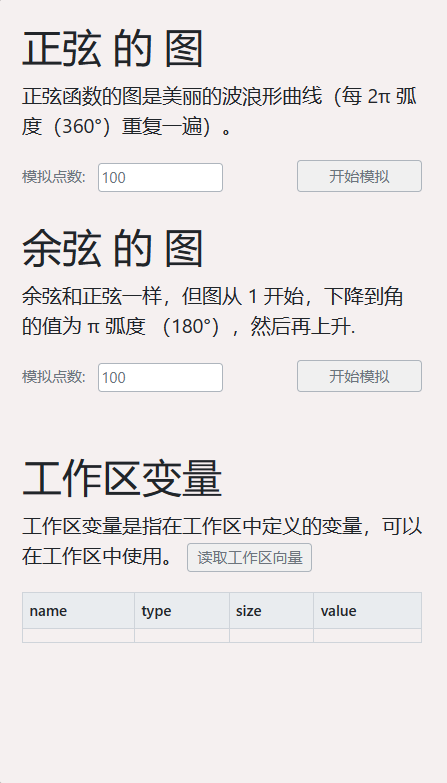 正弦 的 图
正弦函数的图是美丽的波浪形曲线（每 2π 弧
度（360°）重复一遍）。
模拟点数: 100 开始模拟
余弦 的 图
余弦和正弦一样，但图从 1 开始，下降到角
的值为 π 弧度 （180°），然后再上升.
模拟点数: 100 开始模拟
工作区变量
工作区变量是指在工作区中定义的变量，可以
在工作区中使用。 读取工作区向量
name type size value